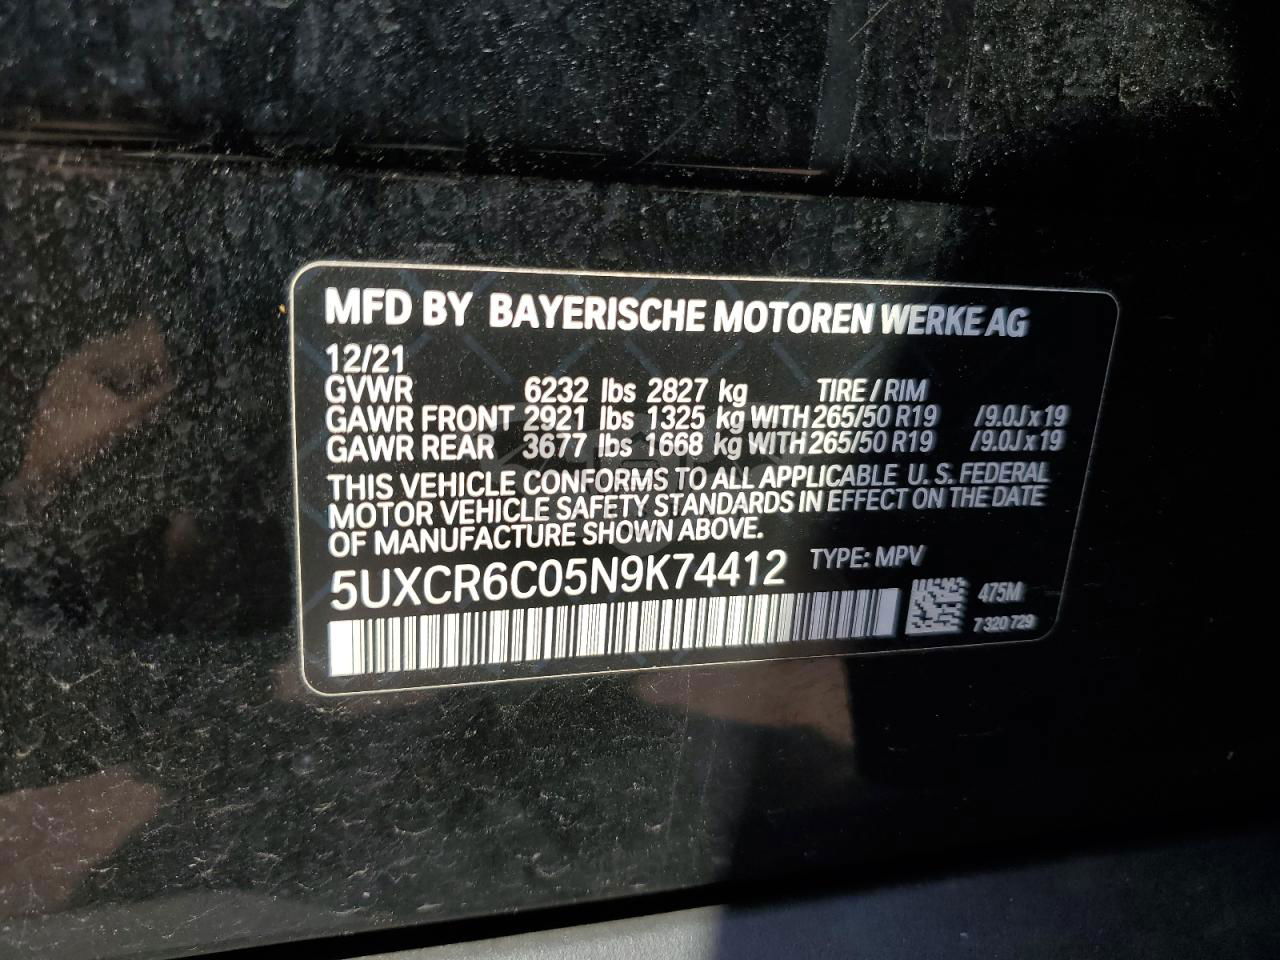 MFD BY BAYERISCHE MOTOREN WERKE AG
12/21
GVWR 6232 lbs 2827 kg TIRE / RIM
GAWR FRONT 2921 lbs 1325 kg WITH 265/50 R19 /9.0J x 19
GAWR REAR 3677 lbs 1668 kg WITH 265/50 R19 /9.0J x 19
THIS VEHICLE CONFORMS TO ALL APPLICABLE U.S. FEDERAL
MOTOR VEHICLE SAFETY STANDARDS IN EFFECT ON THE DATE
OF MANUFACTURE SHOWN ABOVE.
5UXCR6C05N9K74412 TYPE: MPV
475M
7 320 729